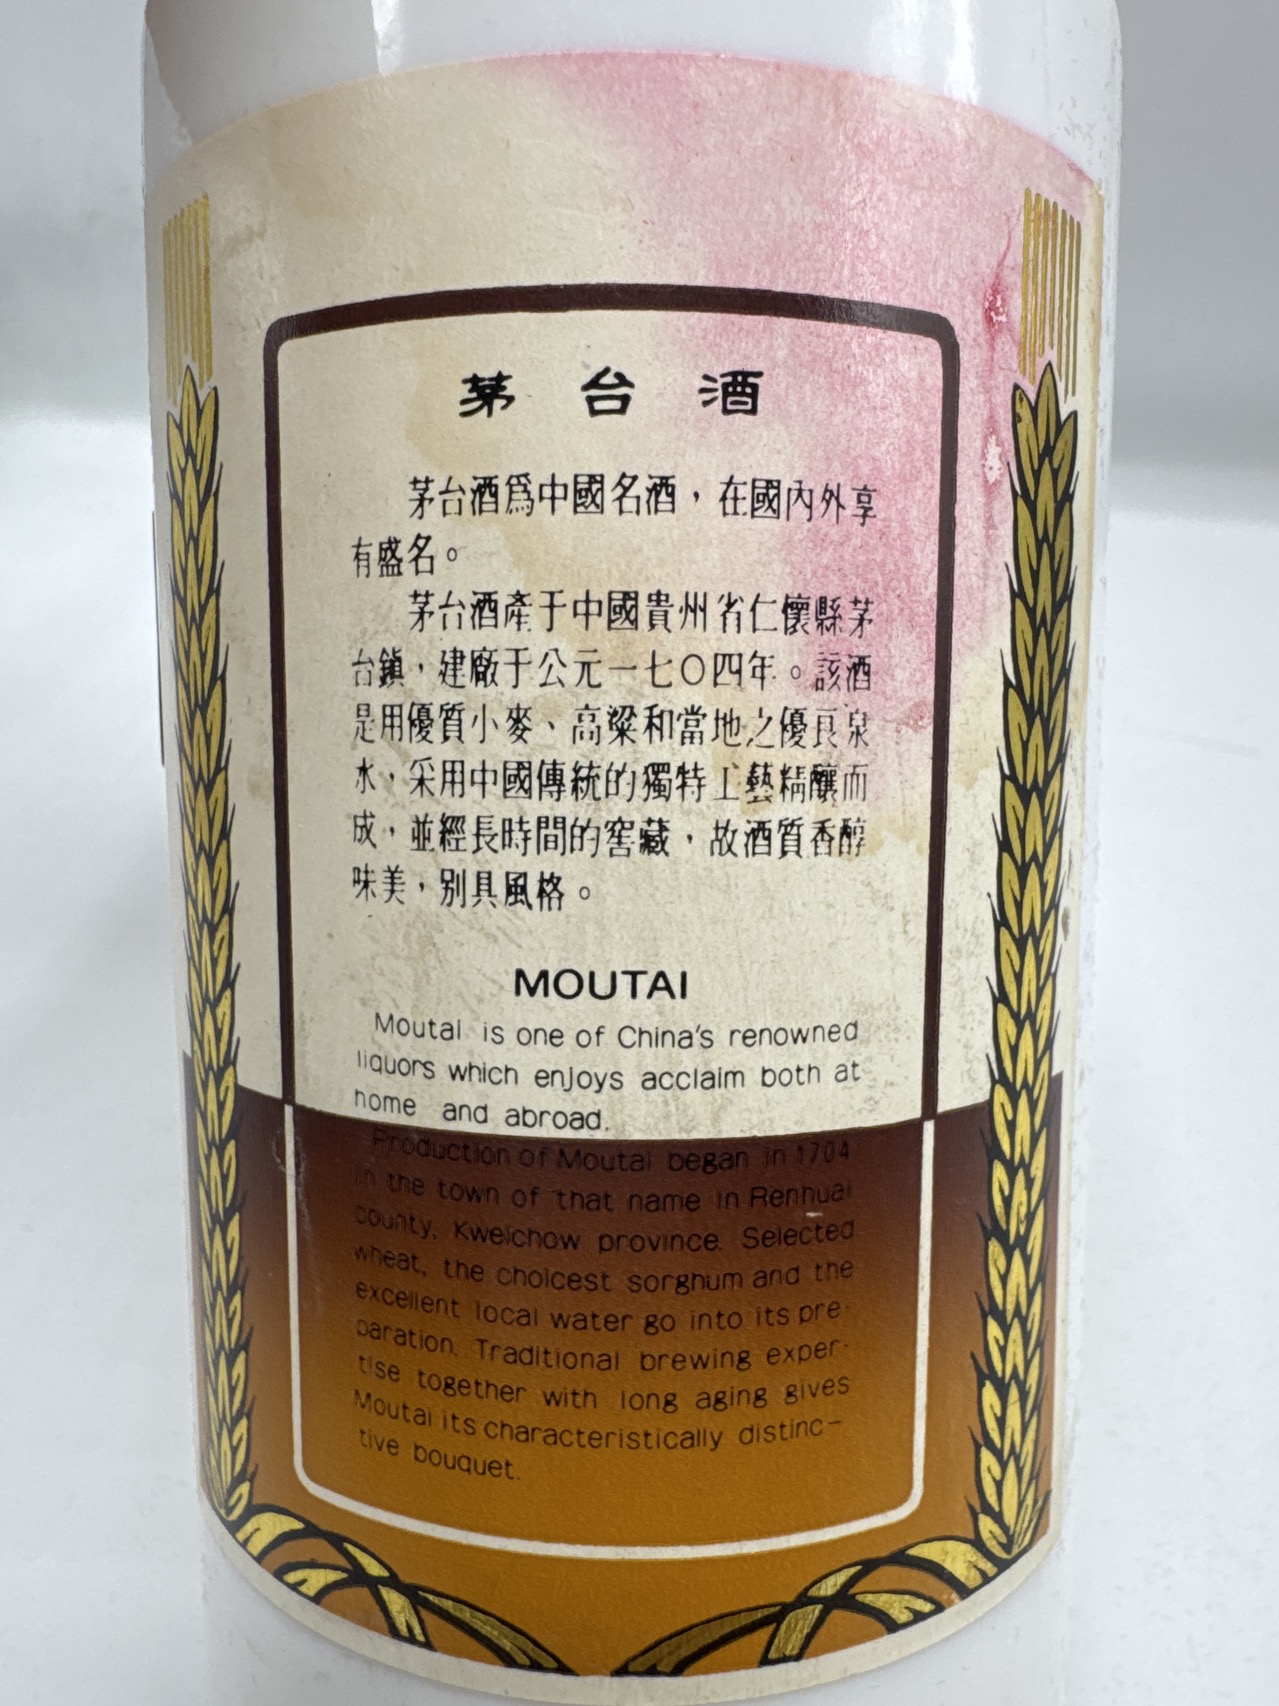 茅台酒
茅台酒爲中國名酒，在國內外享
有盛名。
茅台酒產于中國貴州省仁懷縣茅
台鎮，建廠于公元一七〇四年。該酒
是用優質小麥、高粱和當地之優良泉
水，采用中國傳統的獨特工藝精釀而
成，並經長時間的窖藏，故酒質香醇
味美，別具風格。
MOUTAI
Moutai is one of China's renowned
liquors which enjoys acclaim both at
home and abroad.
Production of Moutai began in 1704
in the town of that name in Renhuai
county, Kweichow province. Selected
wheat, the choicest sorghum and the
excellent local water go into its pre-
paration. Traditional brewing exper-
tise together with long aging gives
Moutai its characteristically distinc-
tive bouquet.